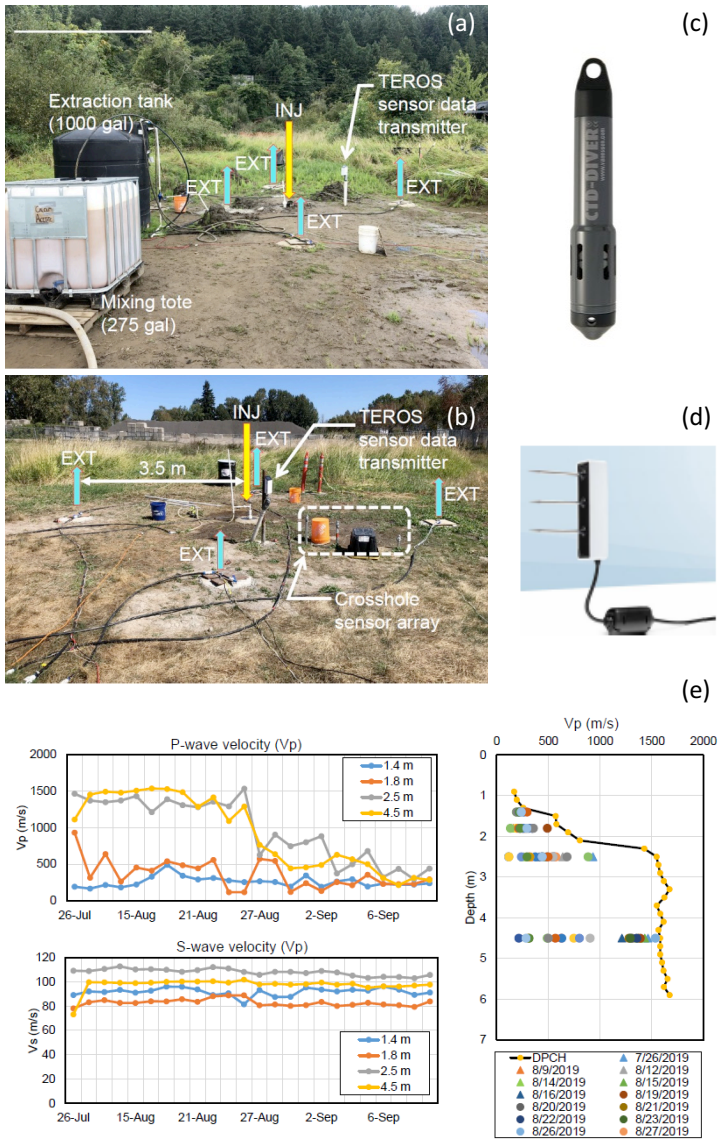 (a)
Extraction tank
(1000 gal)
INJ
TEROS
sensor data
transmitter
EXT
EXT
EXT
EXT
Mixing tote
(275 gal)
(b)
INJ
TEROS
sensor data
transmitter
EXT
EXT
3.5 m
EXT
EXT
Crosshole
sensor array
(c)
CTD-DIVER
(d)
(e)
P-wave velocity (Vp)
Vp (m/s)
2000
1500
1000
500
0
1.4 m
1.8 m
2.5 m
4.5 m
26-Jul
15-Aug
21-Aug
27-Aug
2-Sep
6-Sep
S-wave velocity (Vp)
Vs (m/s)
120
100
80
60
40
20
0
1.4 m
1.8 m
2.5 m
4.5 m
26-Jul
15-Aug
21-Aug
27-Aug
2-Sep
6-Sep
Vp (m/s)
0 500 1000 1500 2000
Depth (m)
0
1
2
3
4
5
6
7
DPCH 7/26/2019
8/9/2019 8/12/2019
8/14/2019 8/15/2019
8/16/2019 8/19/2019
8/20/2019 8/21/2019
8/22/2019 8/23/2019
8/26/2019 8/27/2019